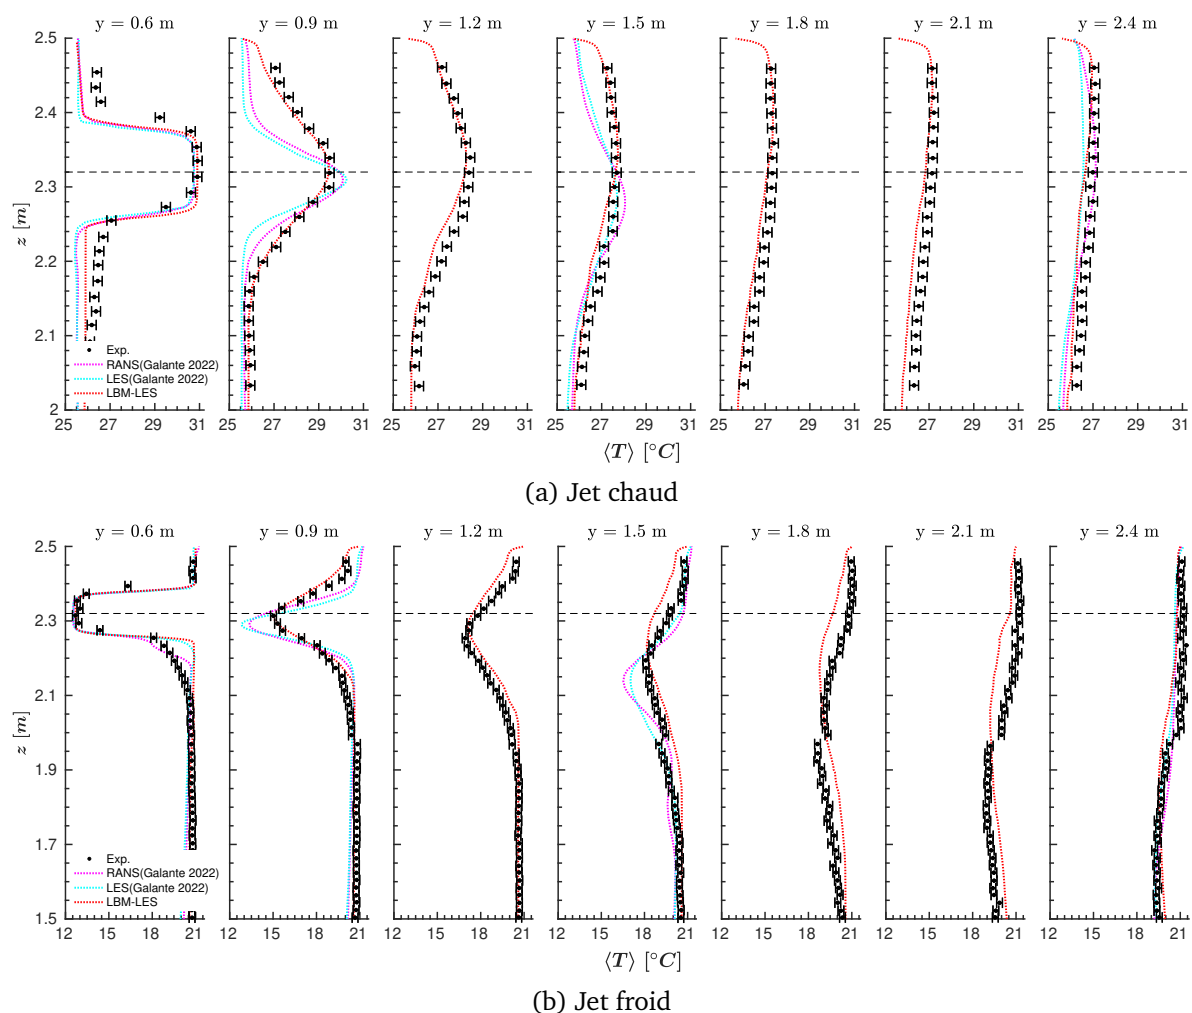 y = 0.6 m y = 0.9 m y = 1.2 m y = 1.5 m y = 1.8 m y = 2.1 m y = 2.4 m
2.5
2.4
2.3
z [m]
2.2
2.1
Exp.
RANS(Galante 2022)
LES(Galante 2022)
LBM-LES
2
25 27 29 31 25 27 29 31 25 27 29 31 25 27 29 31 25 27 29 31 25 27 29 31 25 27 29 31
⟨T⟩ [°C]
(a) Jet chaud
y = 0.6 m y = 0.9 m y = 1.2 m y = 1.5 m y = 1.8 m y = 2.1 m y = 2.4 m
2.5
2.3
2.1
z [m]
1.9
1.7
Exp.
RANS(Galante 2022)
LES(Galante 2022)
LBM-LES
1.5
12 15 18 21 12 15 18 21 12 15 18 21 12 15 18 21 12 15 18 21 12 15 18 21 12 15 18 21
⟨T⟩ [°C]
(b) Jet froid